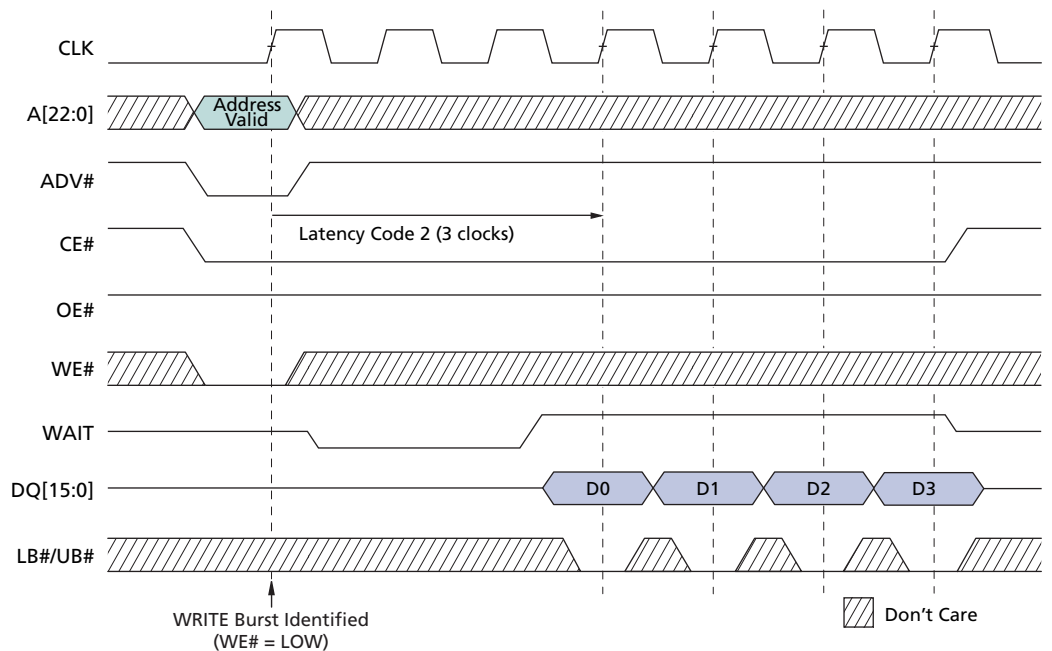 CLK
A[22:0]
Address
Valid
ADV#
Latency Code 2 (3 clocks)
CE#
OE#
WE#
WAIT
DQ[15:0]
D0
D1
D2
D3
LB#/UB#
WRITE Burst Identified
(WE# = LOW)
Don't Care